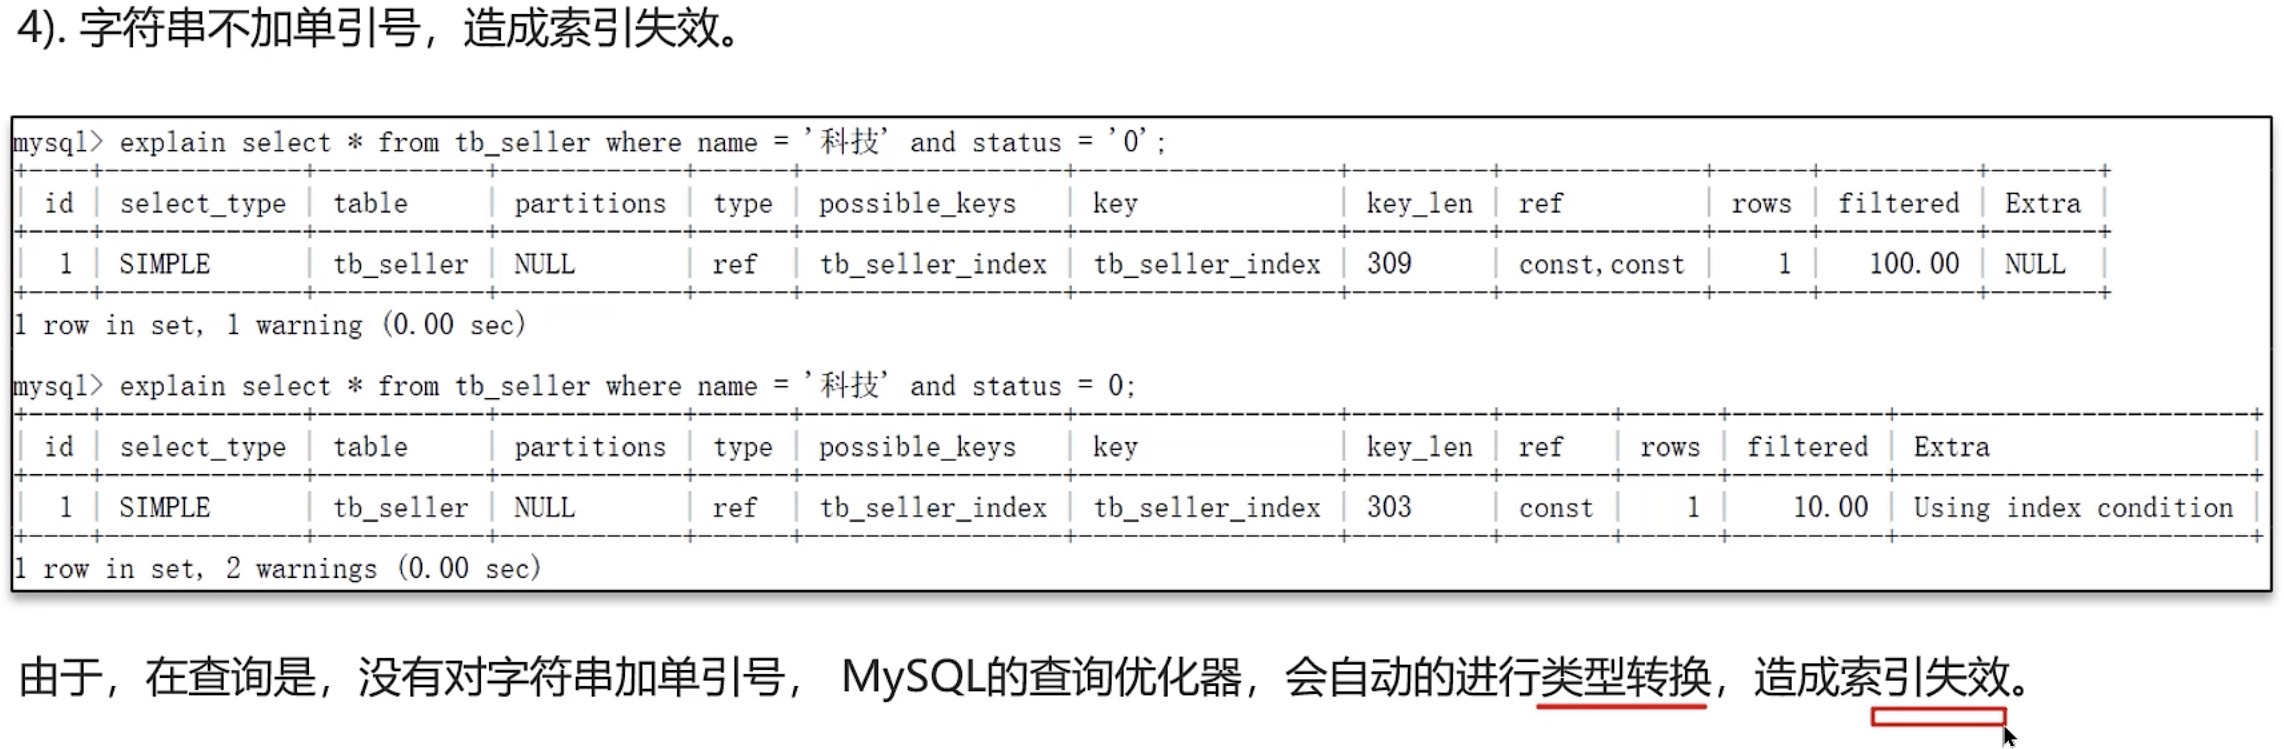 4). 字符串不加单引号，造成索引失效。
mysql> explain select * from tb_seller where name = '科技' and status = '0';
+----+-------------+-----------+------------+------+-----------------+-----------------+---------+-------------+------+----------+-------+
| id | select_type | table | partitions | type | possible_keys | key | key_len | ref | rows | filtered | Extra |
+----+-------------+-----------+------------+------+-----------------+-----------------+---------+-------------+------+----------+-------+
| 1 | SIMPLE | tb_seller | NULL | ref | tb_seller_index | tb_seller_index | 309 | const,const | 1 | 100.00 | NULL |
+----+-------------+-----------+------------+------+-----------------+-----------------+---------+-------------+------+----------+-------+
1 row in set, 1 warning (0.00 sec)
mysql> explain select * from tb_seller where name = '科技' and status = 0;
+----+-------------+-----------+------------+------+-----------------+-----------------+---------+-------+------+----------+-----------------------+
| id | select_type | table | partitions | type | possible_keys | key | key_len | ref | rows | filtered | Extra |
+----+-------------+-----------+------------+------+-----------------+-----------------+---------+-------+------+----------+-----------------------+
| 1 | SIMPLE | tb_seller | NULL | ref | tb_seller_index | tb_seller_index | 303 | const | 1 | 10.00 | Using index condition |
+----+-------------+-----------+------------+------+-----------------+-----------------+---------+-------+------+----------+-----------------------+
1 row in set, 2 warnings (0.00 sec)
由于，在查询是，没有对字符串加单引号， MySQL的查询优化器，会自动的进行类型转换，造成索引失效。